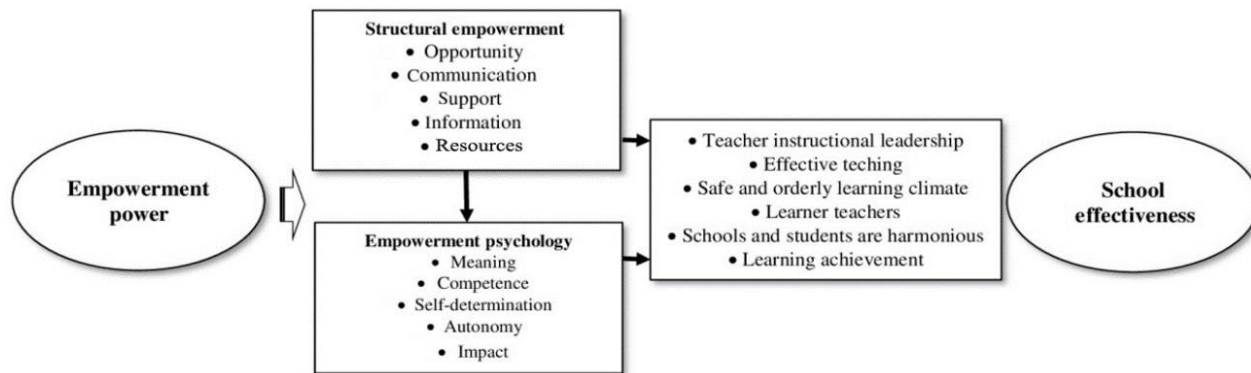 Empowerment
power
Structural empowerment
• Opportunity
• Communication
• Support
• Information
• Resources
Empowerment psychology
• Meaning
• Competence
• Self-determination
• Autonomy
• Impact
• Teacher instructional leadership
• Effective teching
• Safe and orderly learning climate
• Learner teachers
• Schools and students are harmonious
• Learning achievement
School
effectiveness